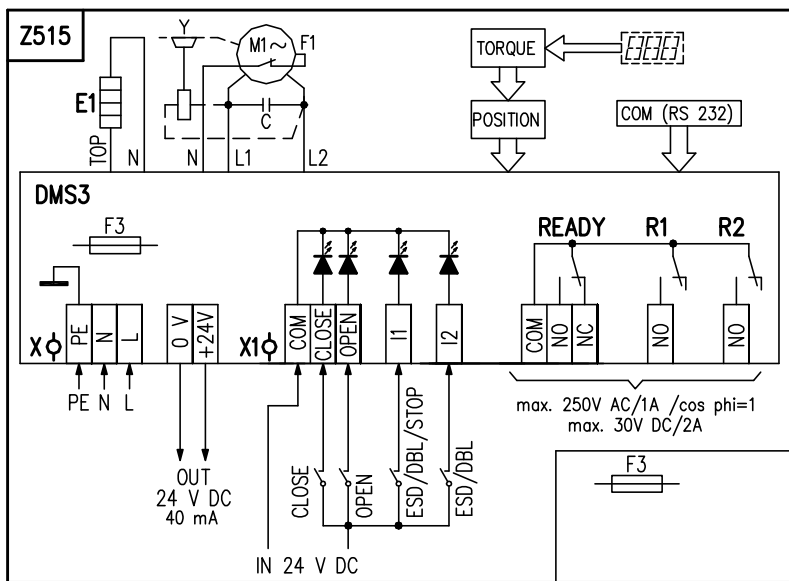 Z515
Y
M1 ~
F1
E1
C
TOP
N
N
L1
L2
TORQUE
POSITION
COM (RS 232)
DMS3
F3
READY
R1
R2
X
PE
N
L
0 V
+24V
X1
COM
CLOSE
OPEN
I1
I2
COM
NO
NC
NO
NO
PE N L
OUT
24 V DC
40 mA
CLOSE
OPEN
ESD/DBL/STOP
ESD/DBL
IN 24 V DC
max. 250V AC/1A /cos phi=1
max. 30V DC/2A
F3